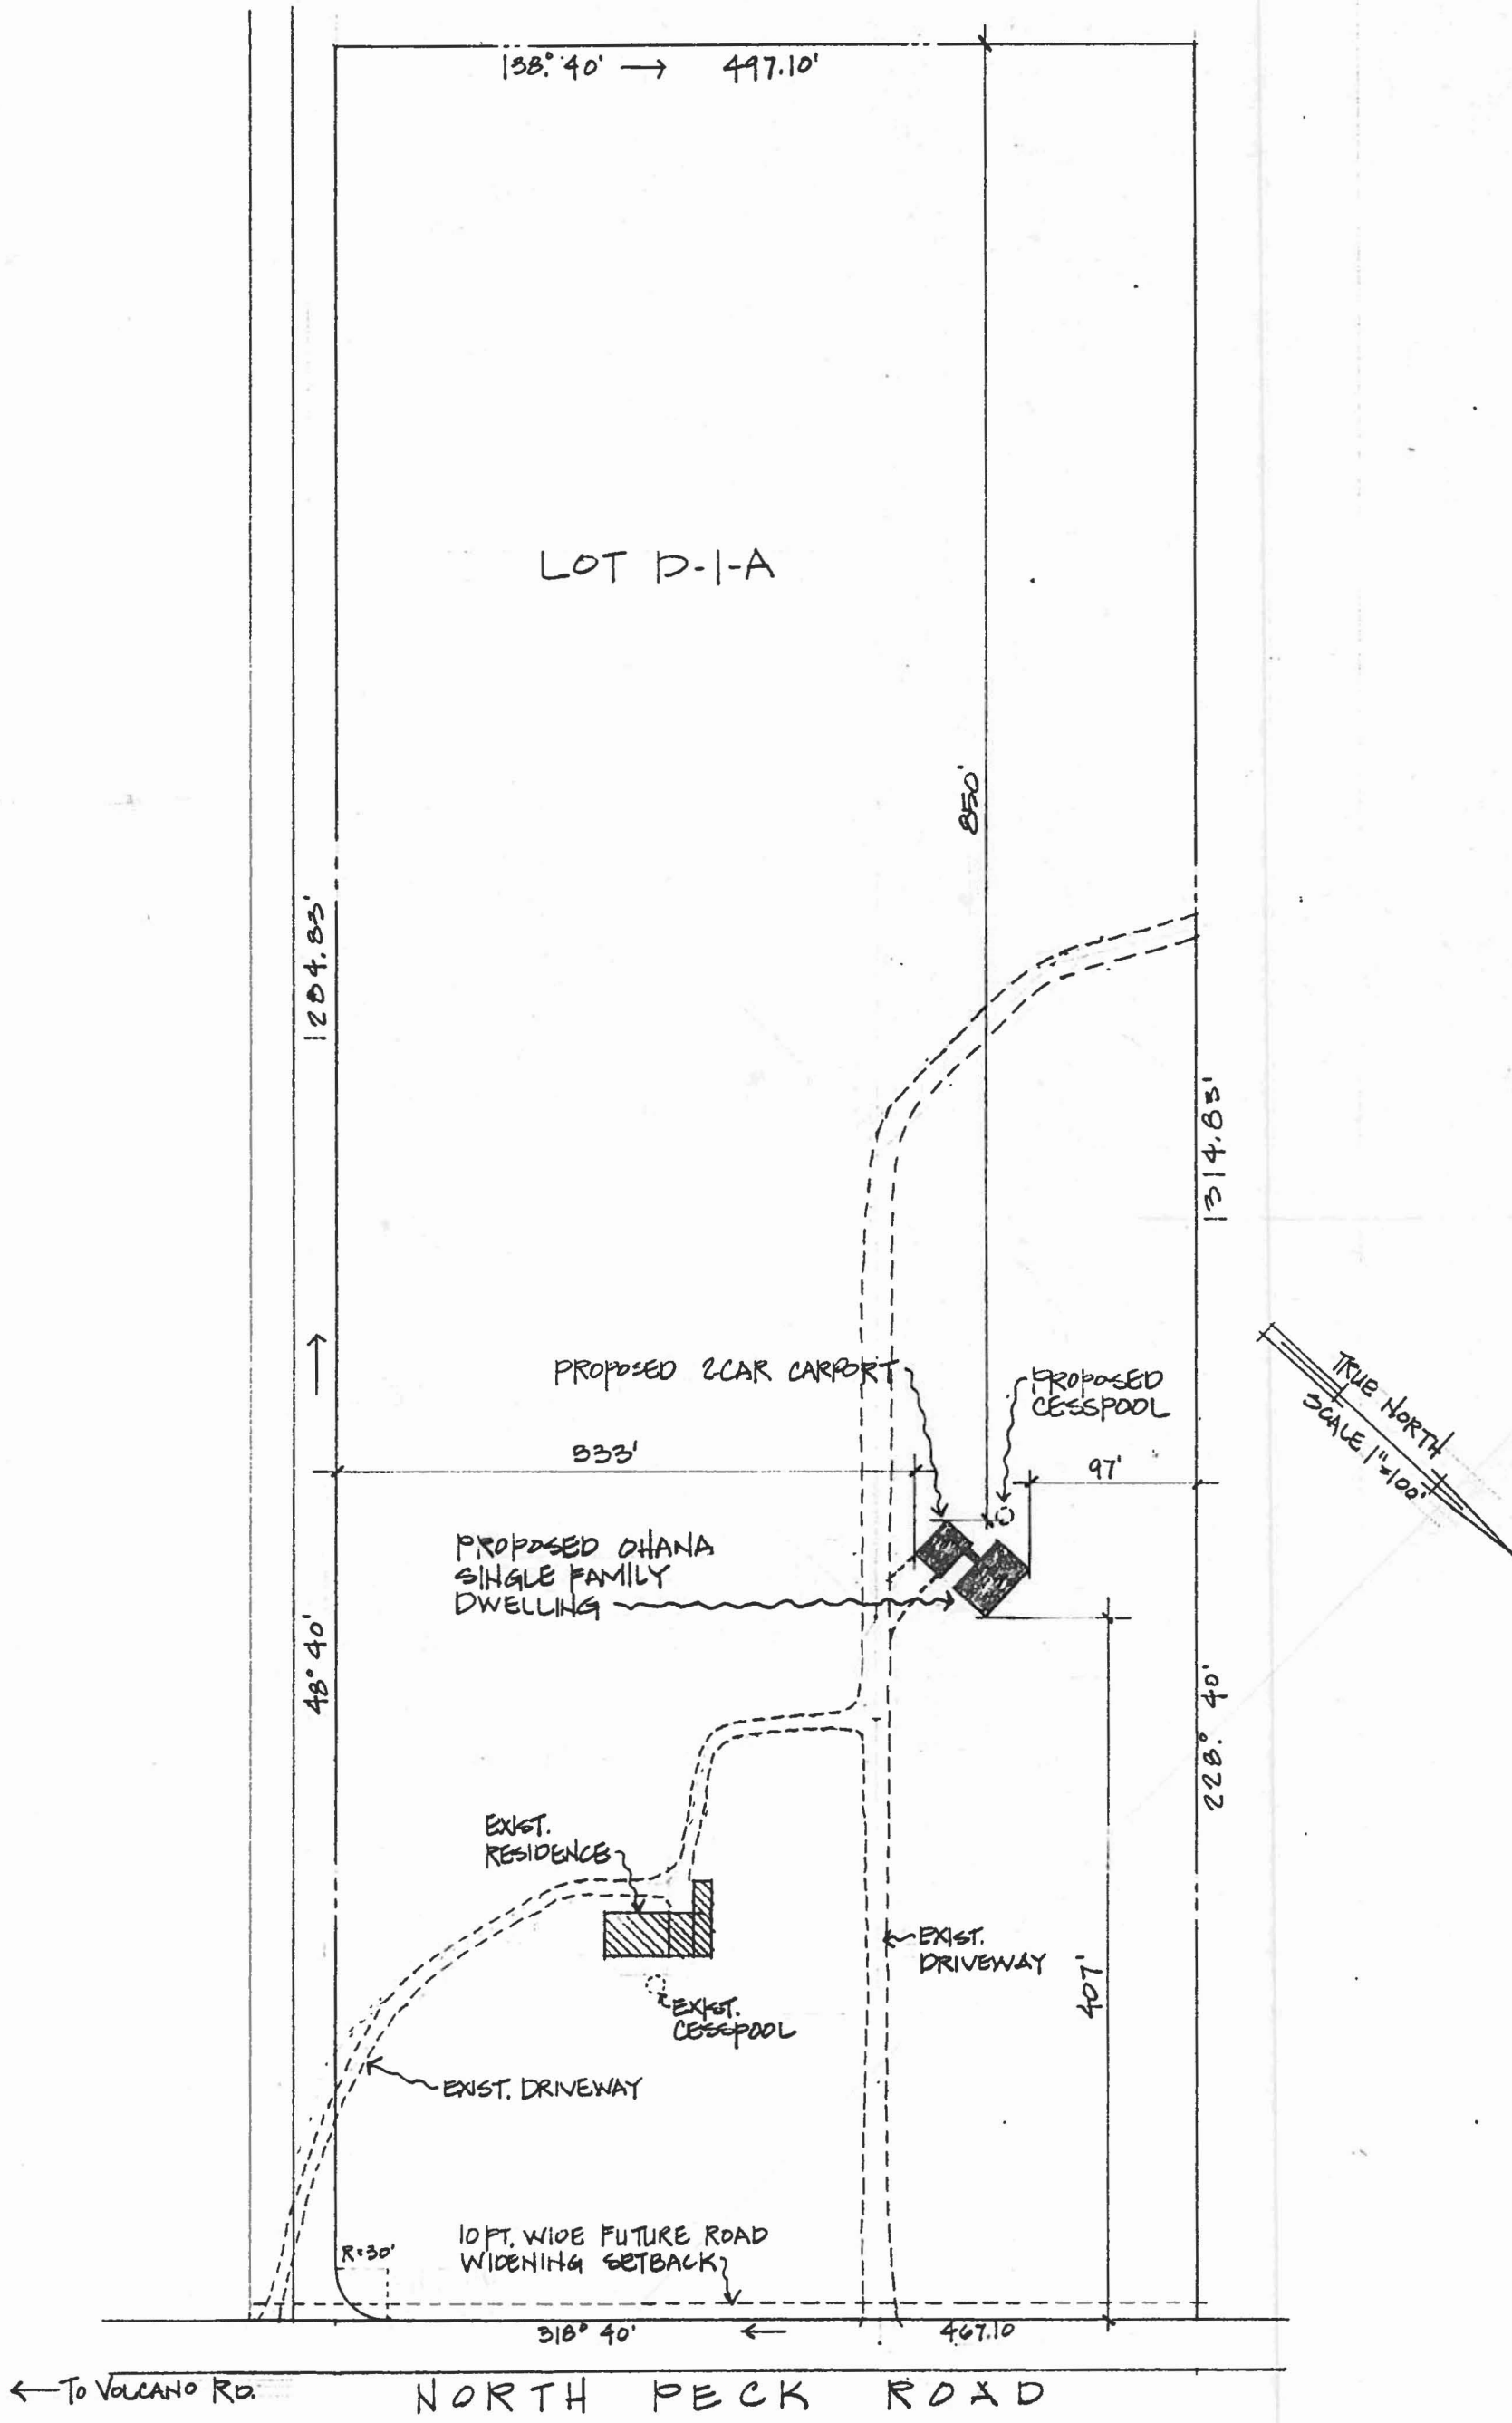 138.° 40' → 497.10'
LOT D-1-A
850'
1284.83'
1314.83'
PROPOSED 2CAR CARPORT
PROPOSED
CESSPOOL
TRUE NORTH
SCALE 1"=100'
333'
97'
PROPOSED OHANA
SINGLE FAMILY
DWELLING
48° 40'
228.° 40'
EXIST.
RESIDENCE
EXIST.
DRIVEWAY
407'
EXIST.
CESSPOOL
EXIST. DRIVEWAY
R=30'
10 FT. WIDE FUTURE ROAD
WIDENING SETBACK
318° 40' ← 467.10
← TO VOLCANO RD.
NORTH PECK ROAD